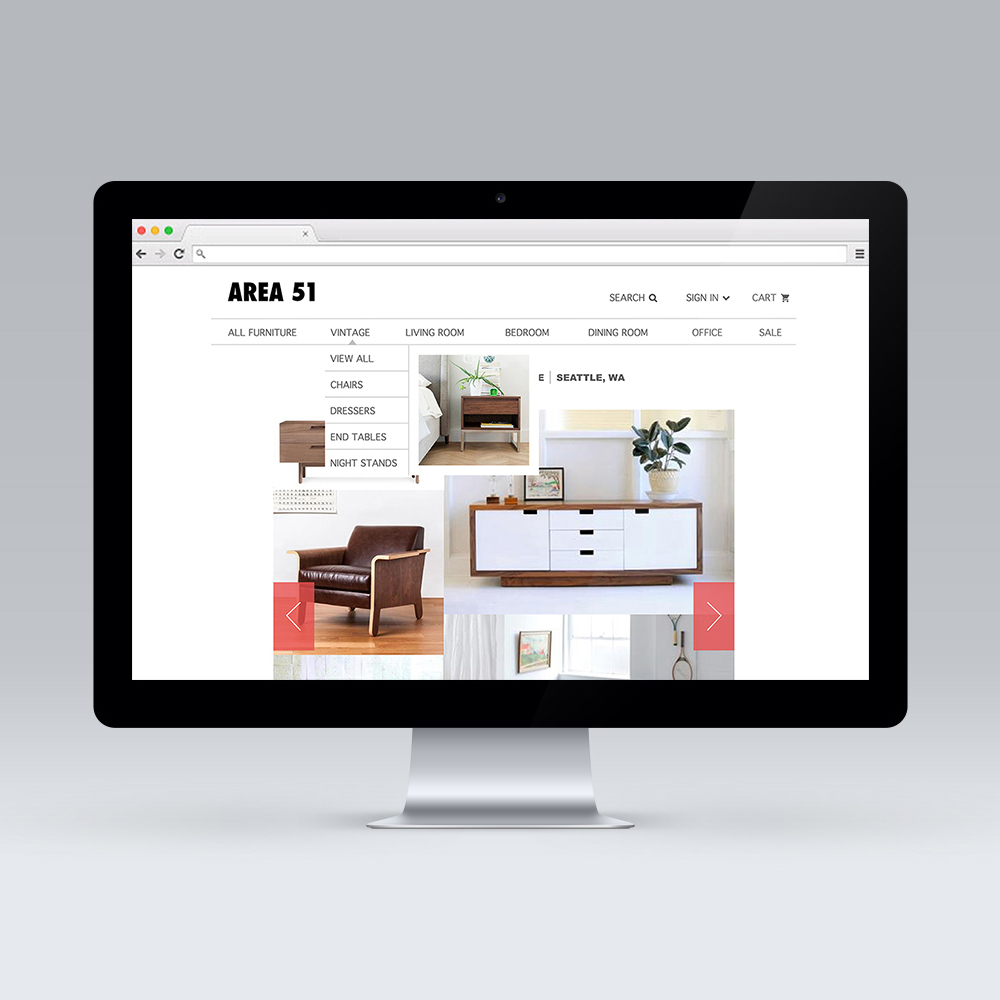 AREA 51
SEARCH
SIGN IN
CART
ALL FURNITURE VINTAGE LIVING ROOM BEDROOM DINING ROOM OFFICE SALE
VIEW ALL
CHAIRS
DRESSERS
END TABLES
NIGHT STANDS
E | SEATTLE, WA